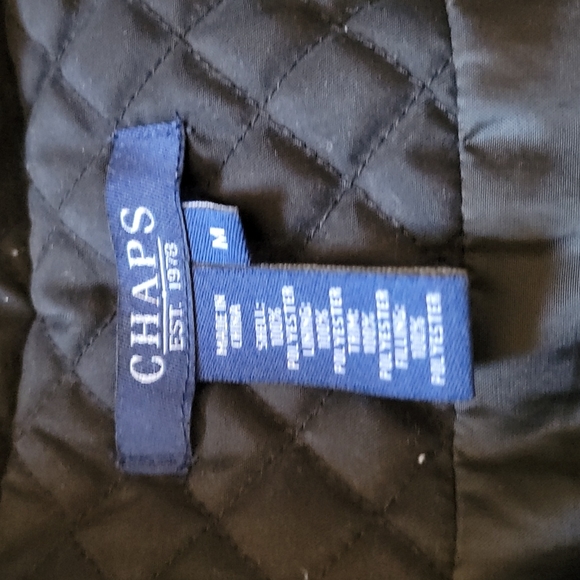 CHAPS
EST. 1978
M
MADE IN
CHINA
SHELL:
100%
POLYESTER
LINING:
100%
POLYESTER
TRIM:
100%
POLYESTER
FILLING:
100%
POLYESTER